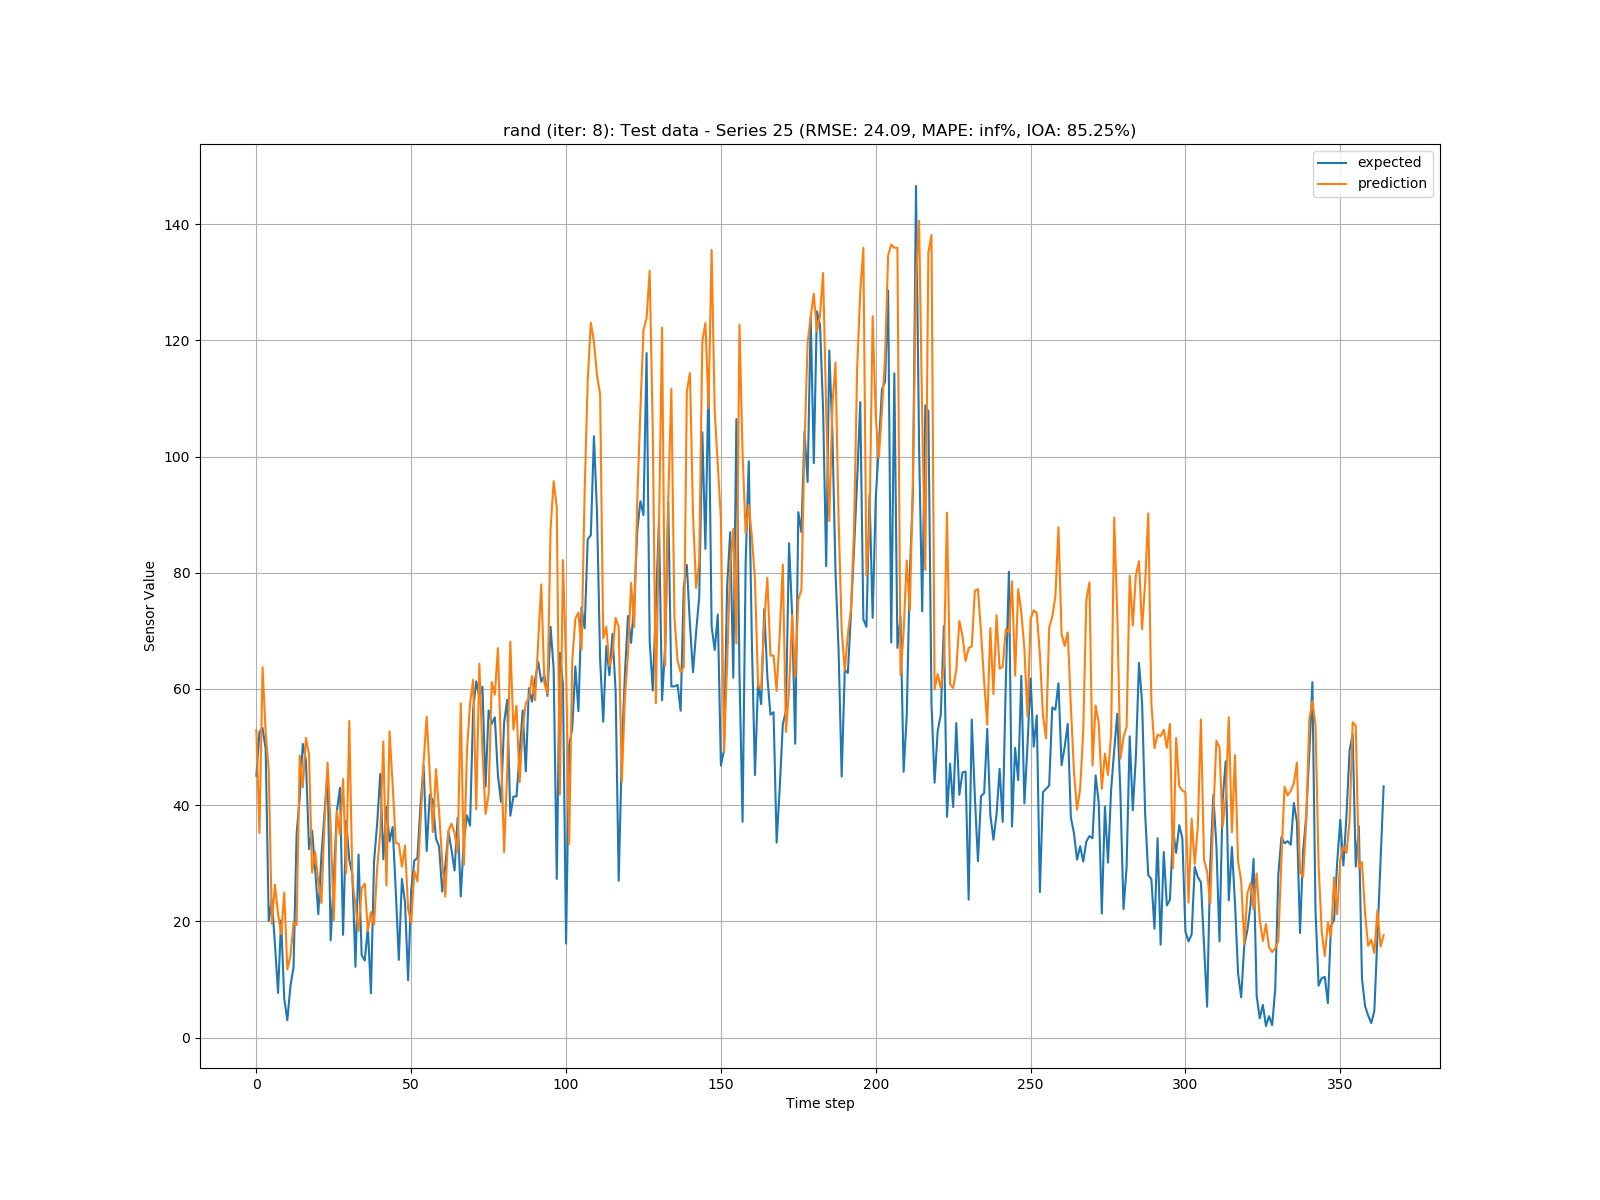 rand (iter: 8): Test data - Series 25 (RMSE: 24.09, MAPE: inf%, IOA: 85.25%)
expected
prediction
Sensor Value
140
120
100
80
60
40
20
0
0 50 100 150 200 250 300 350
Time step